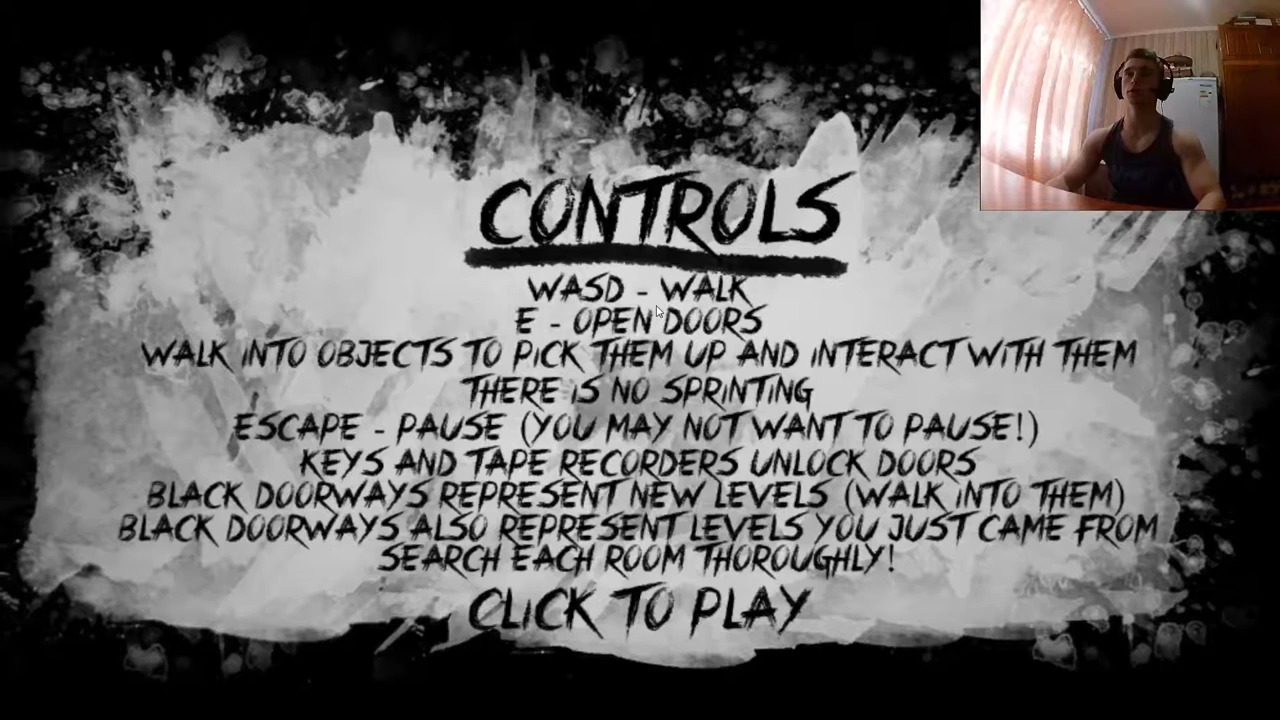 CONTROLS
WASD - WALK
E - OPEN DOORS
WALK INTO OBJECTS TO PICK THEM UP AND INTERACT WITH THEM
THERE IS NO SPRINTING
ESCAPE - PAUSE (YOU MAY NOT WANT TO PAUSE!)
KEYS AND TAPE RECORDERS UNLOCK DOORS
BLACK DOORWAYS REPRESENT NEW LEVELS (WALK INTO THEM)
BLACK DOORWAYS ALSO REPRESENT LEVELS YOU JUST CAME FROM
SEARCH EACH ROOM THOROUGHLY!
CLICK TO PLAY